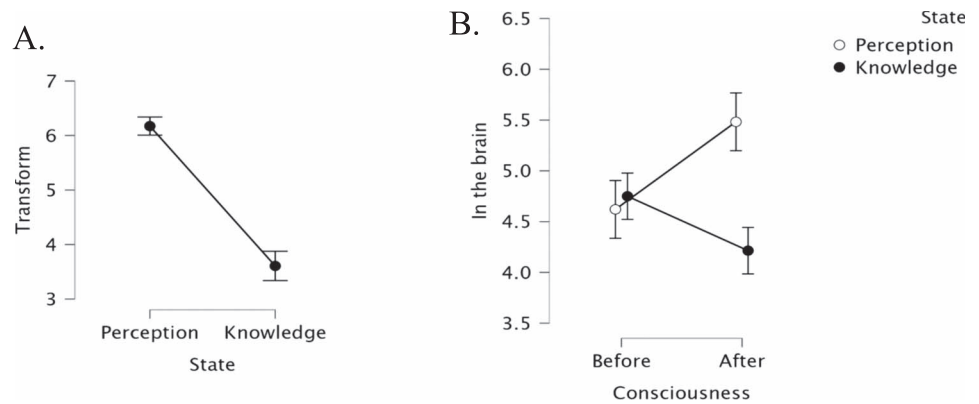 A.
7
6
5
4
3
Transform
Perception Knowledge
State
B.
6.5
6.0
5.5
5.0
4.5
4.0
3.5
In the brain
Before After
Consciousness
State
Perception
Knowledge